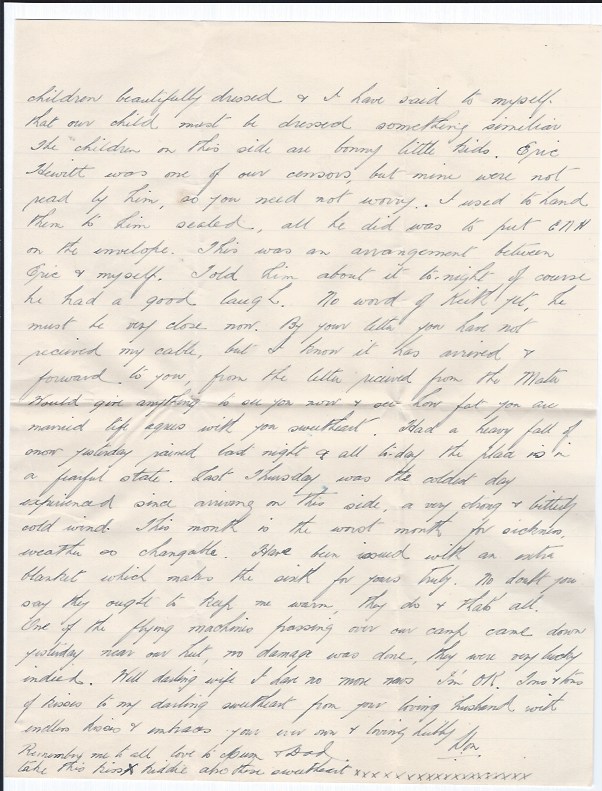 children beautifully dressed & I have said to myself.
that our child must be dressed something similiar
The children on this side are bonny little kids. Eric
Hewitt was one of our censors, but mine were not
read by him, so you need not worry. I used to hand
them to him sealed, all he did was to put ENH
on the envelope. This was an arrangement between
Eric & myself. Told him about it to-night of course
he had a good laugh. No word of Keith yet, he
must be very close now. By your letter you have not
recieved my cable, but I know it has arrived &
forward to you, from the letter recieved from the Mater
Would give anything to see you now & see how fat you are
married life agrees with you sweetheart. Had a heavy fall of
snow yesterday rained last night & all to-day the place is in
a fearful state. Last Thursday was the coldest day
experienced since arriving on this side, a very strong & bitterly
cold wind. This month is the worst month for sickness,
weather so changable. Have been issued with an extra
blanket which makes the sixth for yours truly. No doubt you
say they ought to keep me warm, they do & thats all.
One of the flying machines passing over our camp came down
yesterday near our hut, no damage was done, they were very lucky
indeed. Well darling wife I have no more news I'm OK. Tons & tons
of kisses to my darling sweetheart from your loving husband with
endless kisses & embraces your ever own & loving hubby
Don.
Remember me to all love to Mum & Dad
take this kiss X kiddie also these sweetheart xxxxxxxxxxxxxxxxxxx